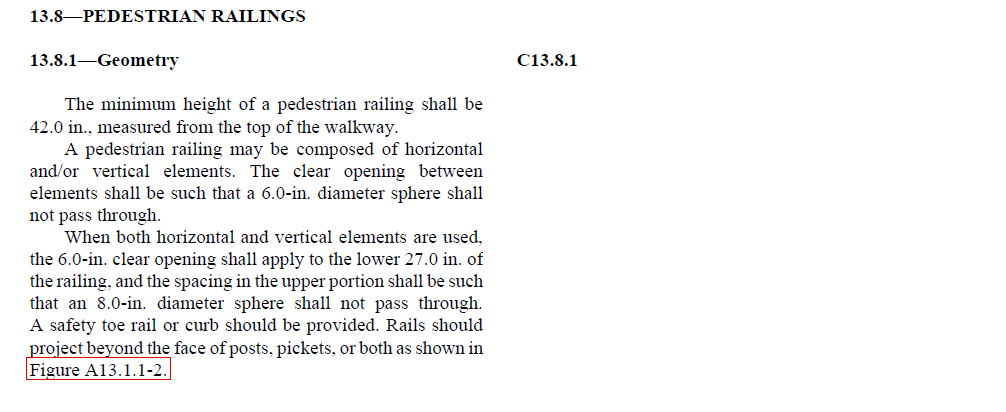 13.8—PEDESTRIAN RAILINGS
13.8.1—Geometry
C13.8.1
The minimum height of a pedestrian railing shall be
42.0 in., measured from the top of the walkway.
A pedestrian railing may be composed of horizontal
and/or vertical elements. The clear opening between
elements shall be such that a 6.0-in. diameter sphere shall
not pass through.
When both horizontal and vertical elements are used,
the 6.0-in. clear opening shall apply to the lower 27.0 in. of
the railing, and the spacing in the upper portion shall be such
that an 8.0-in. diameter sphere shall not pass through.
A safety toe rail or curb should be provided. Rails should
project beyond the face of posts, pickets, or both as shown in
Figure A13.1.1-2.